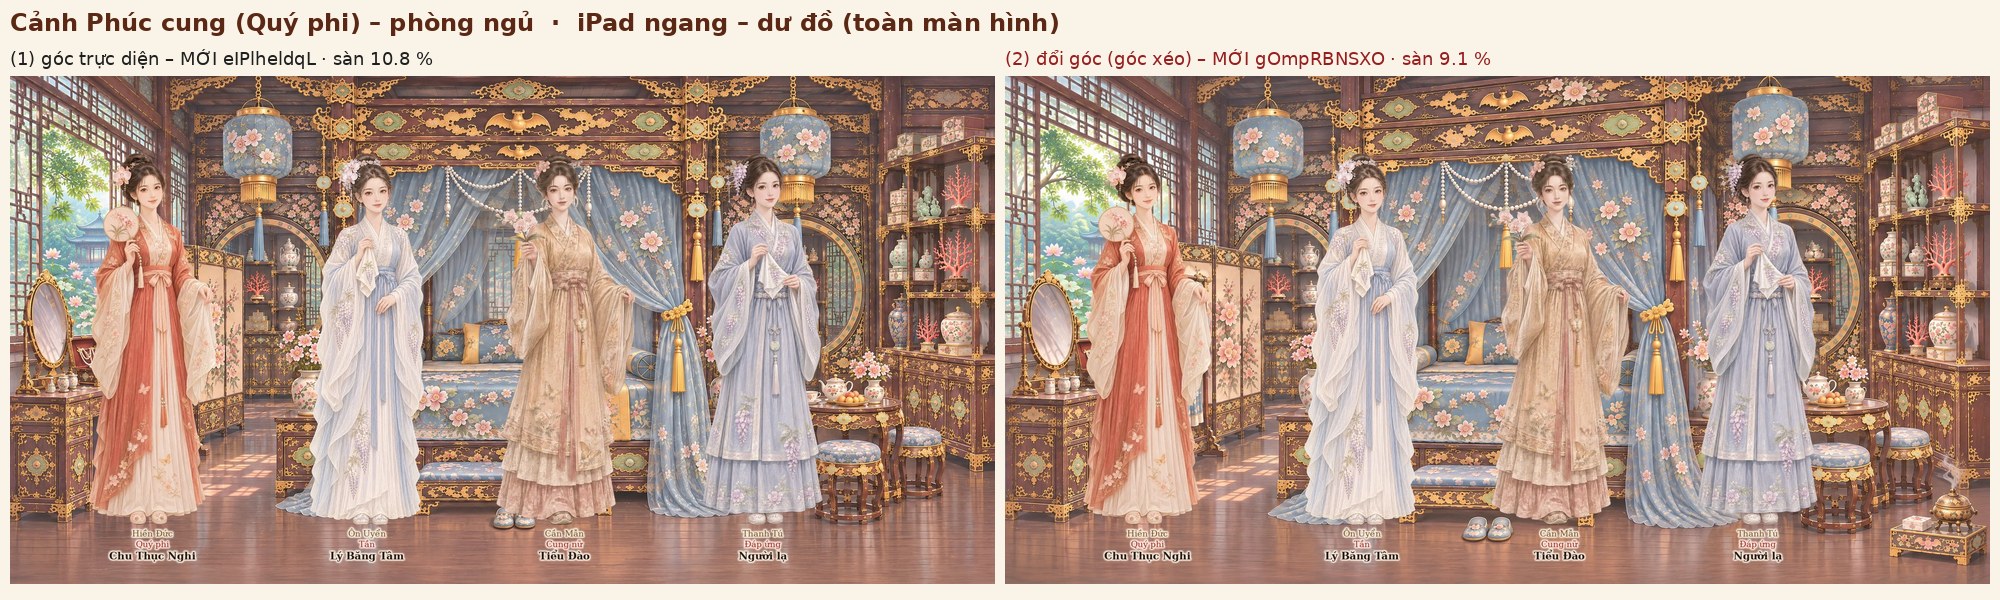 Cảnh Phúc cung (Quý phi) – phòng ngủ · iPad ngang – dư đồ (toàn màn hình)
(1) góc trực diện – MỚI eIPlheldqL · sàn 10.8 %
(2) đổi góc (góc xéo) – MỚI gOmpRBNSXO · sàn 9.1 %
Hiền Đức
Quý phi
Chu Thục Nghi
Ôn Uyển
Tần
Lý Băng Tâm
Cần Mẫn
Cung nữ
Tiểu Đào
Thanh Tú
Đáp ứng
Người lạ
Hiền Đức
Quý phi
Chu Thục Nghi
Ôn Uyển
Tần
Lý Băng Tâm
Cần Mẫn
Cung nữ
Tiểu Đào
Thanh Tú
Đáp ứng
Người lạ